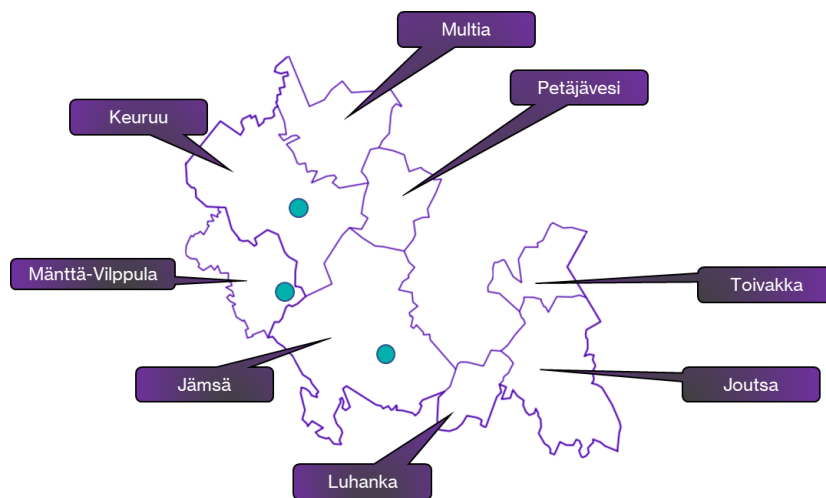 Multia
Petäjävesi
Keuruu
Mänttä-Vilppula
Toivakka
Jämsä
Joutsa
Luhanka